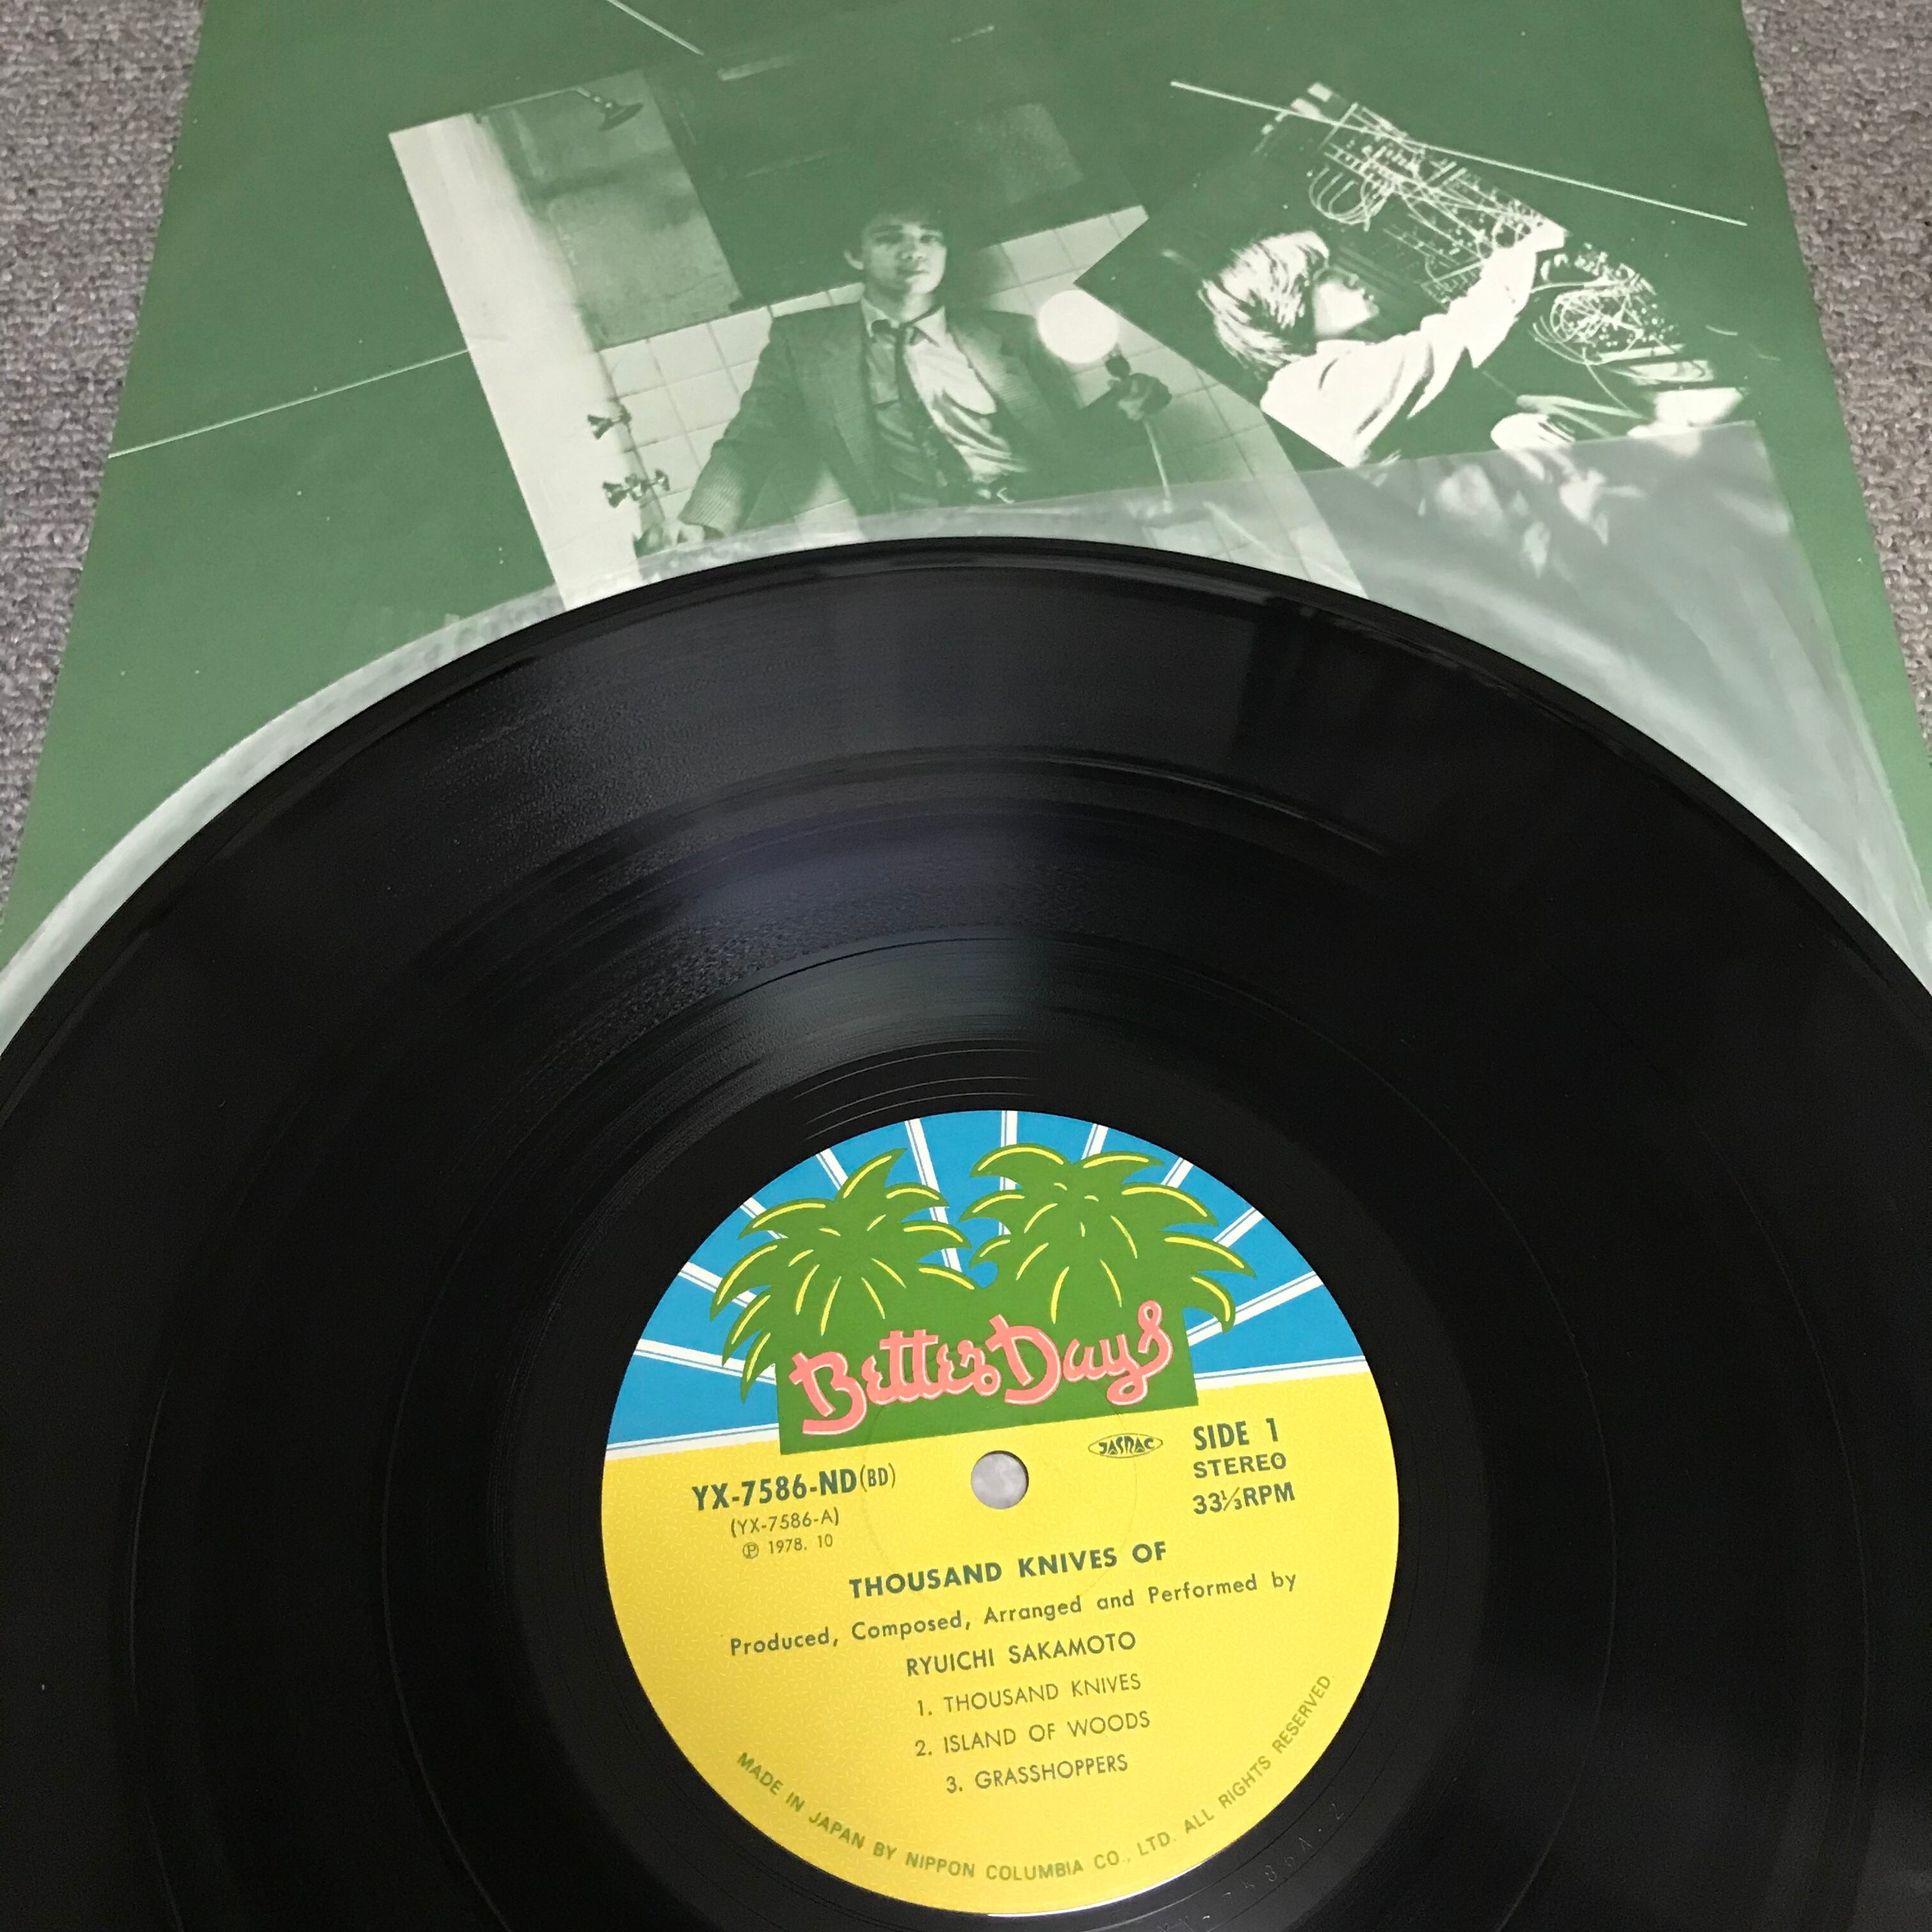 Better Days
JASRAC
SIDE 1
STEREO
33⅓RPM
YX-7586-ND(BD)
(YX-7586-A)
Ⓟ 1978. 10
THOUSAND KNIVES OF
Produced, Composed, Arranged and Performed by
RYUICHI SAKAMOTO
1. THOUSAND KNIVES
2. ISLAND OF WOODS
3. GRASSHOPPERS
MADE IN JAPAN BY NIPPON COLUMBIA CO., LTD. ALL RIGHTS RESERVED.